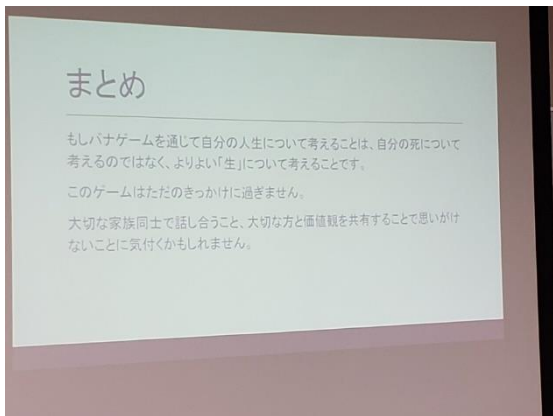 まとめ
もしバナゲームを通じて自分の人生について考えることは、自分の死について
考えるのではなく、よりよい「生」について考えることです。
このゲームはただのきっかけに過ぎません。
大切な家族同士で話し合うこと、大切な方と価値観を共有することで思いがけ
ないことに気付くかもしれません。